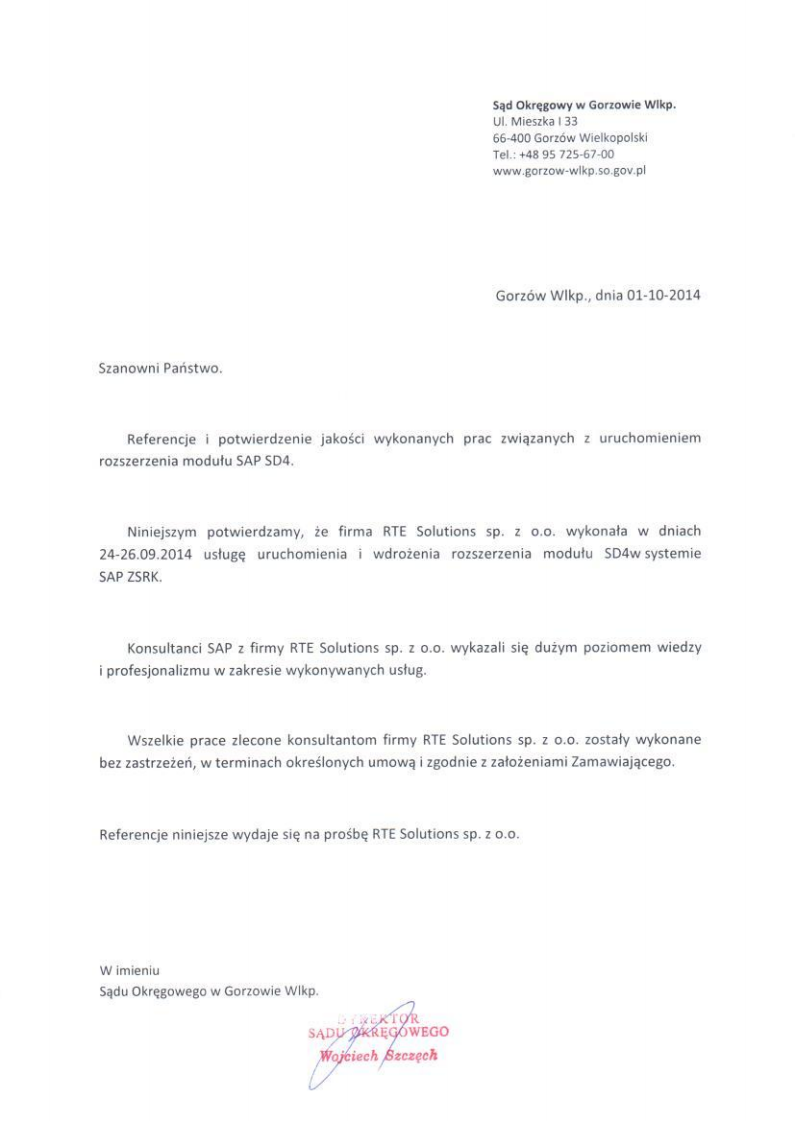 Sąd Okręgowy w Gorzowie Wlkp.
Ul. Mieszka I 33
66-400 Gorzów Wielkopolski
Tel.: +48 95 725-67-00
www.gorzow-wlkp.so.gov.pl
Gorzów Wlkp., dnia 01-10-2014
Szanowni Państwo.
Referencje i potwierdzenie jakości wykonanych prac związanych z uruchomieniem
rozszerzenia modułu SAP SD4.
Niniejszym potwierdzamy, że firma RTE Solutions sp. z o.o. wykonała w dniach
24-26.09.2014 usługę uruchomienia i wdrożenia rozszerzenia modułu SD4w systemie
SAP ZSRK.
Konsultanci SAP z firmy RTE Solutions sp. z o.o. wykazali się dużym poziomem wiedzy
i profesjonalizmu w zakresie wykonywanych usług.
Wszelkie prace zlecone konsultantom firmy RTE Solutions sp. z o.o. zostały wykonane
bez zastrzeżeń, w terminach określonych umową i zgodnie z założeniami Zamawiającego.
Referencje niniejsze wydaje się na prośbę RTE Solutions sp. z o.o.
W imieniu
Sądu Okręgowego w Gorzowie Wlkp.
DYREKTOR
SĄDU OKRĘGOWEGO
Wojciech Szczęch